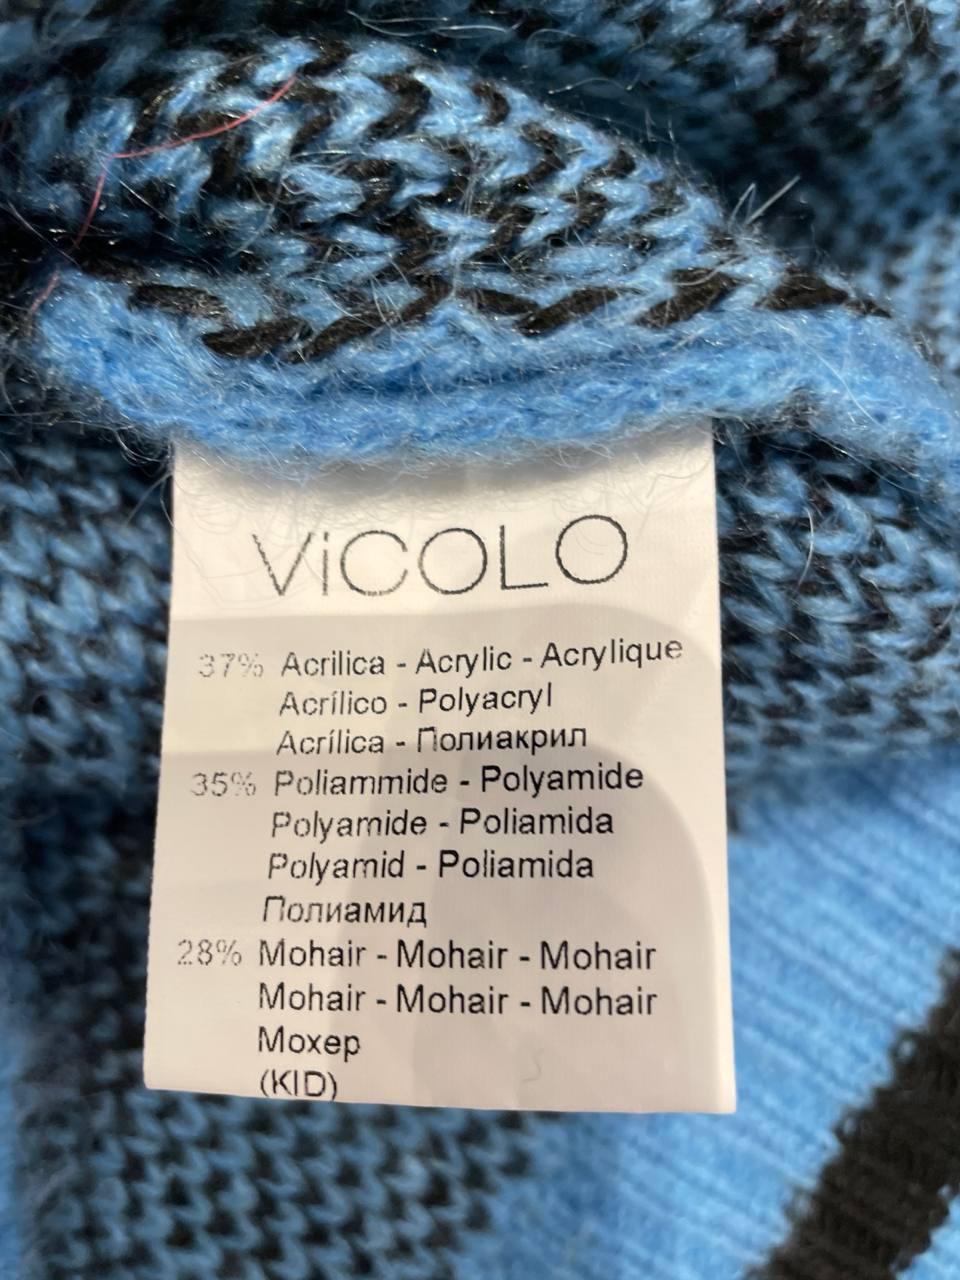 ViCOLO
37% Acrilica - Acrylic - Acrylique
Acrílico - Polyacryl
Acrílica - Полиакрил
35% Poliammide - Polyamide
Polyamide - Poliamida
Polyamid - Poliamida
Полиамид
28% Mohair - Mohair - Mohair
Mohair - Mohair - Mohair
Мохер
(KID)